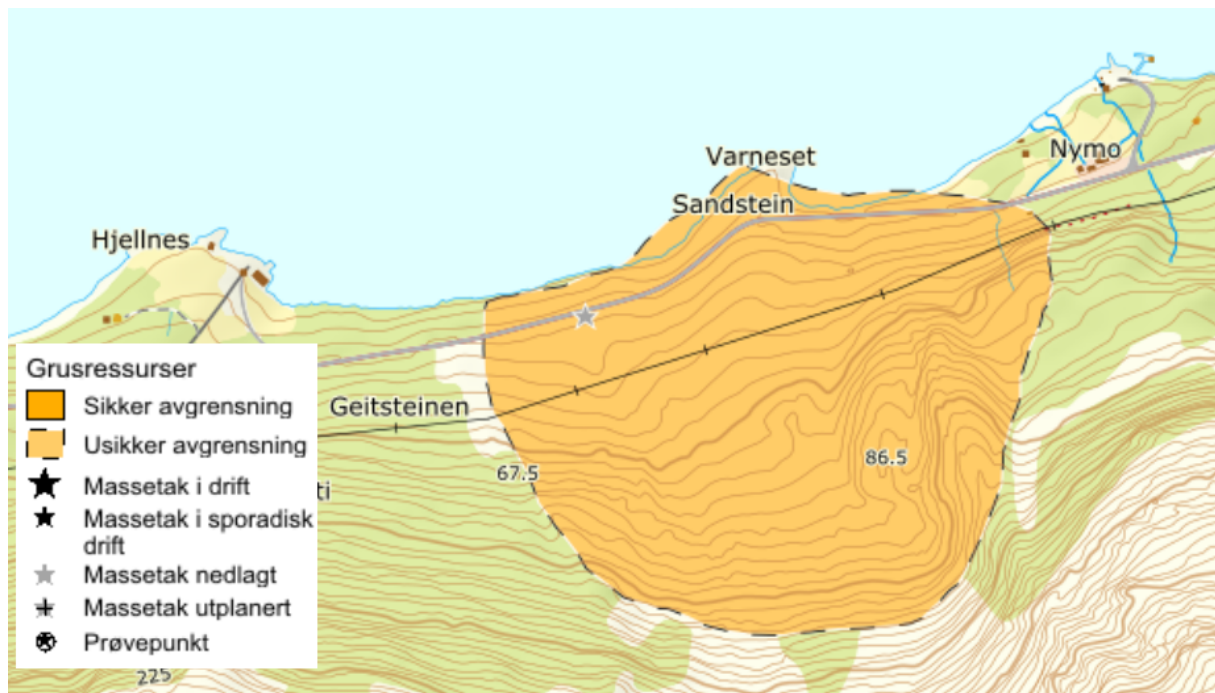 Varneset
Nymo
Sandstein
Hjellnes
Grusressurser
Sikker avgrensning
Geitsteinen
Usikker avgrensning
86.5
67.5
Massetak i drift
ti
Massetak i sporadisk
drift
Massetak nedlagt
Massetak utplanert
Prøvepunkt
225